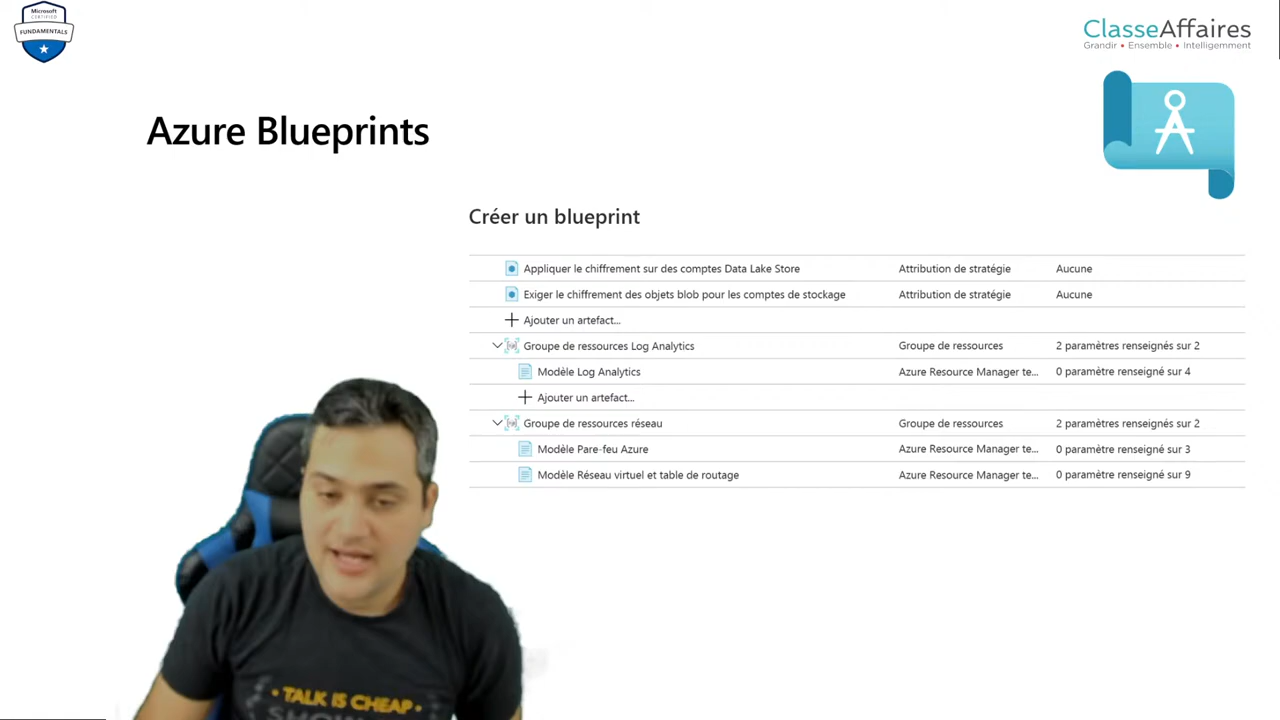 Microsoft
CERTIFIED
FUNDAMENTALS
ClasseAffaires
Grandir • Ensemble • Intelligemment
Azure Blueprints
Créer un blueprint
Appliquer le chiffrement sur des comptes Data Lake Store Attribution de stratégie Aucune
Exiger le chiffrement des objets blob pour les comptes de stockage Attribution de stratégie Aucune
Ajouter un artefact...
Groupe de ressources Log Analytics Groupe de ressources 2 paramètres renseignés sur 2
Modèle Log Analytics Azure Resource Manager te... 0 paramètre renseigné sur 4
Ajouter un artefact...
Groupe de ressources réseau Groupe de ressources 2 paramètres renseignés sur 2
Modèle Pare-feu Azure Azure Resource Manager te... 0 paramètre renseigné sur 3
Modèle Réseau virtuel et table de routage Azure Resource Manager te... 0 paramètre renseigné sur 9
• TALK IS CHEAP •